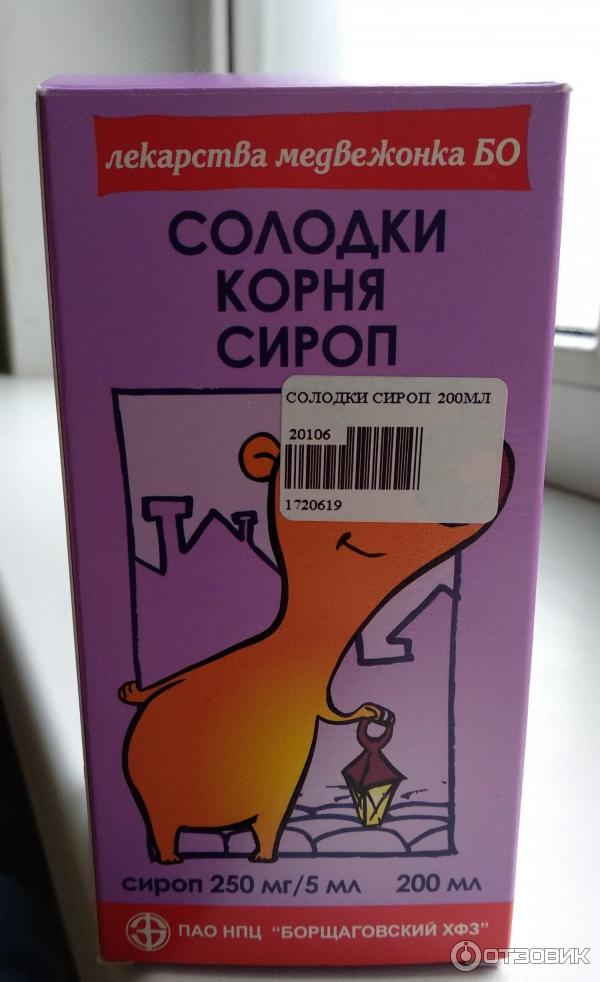 лекарства медвежонка БО
СОЛОДКИ
КОРНЯ
СИРОП
СОЛОДКИ СИРОП 200МЛ
20106
1720619
сироп 250 мг/5 мл 200 мл
ПАО НПЦ "БОРЩАГОВСКИЙ ХФЗ"
ОТЗОВИК